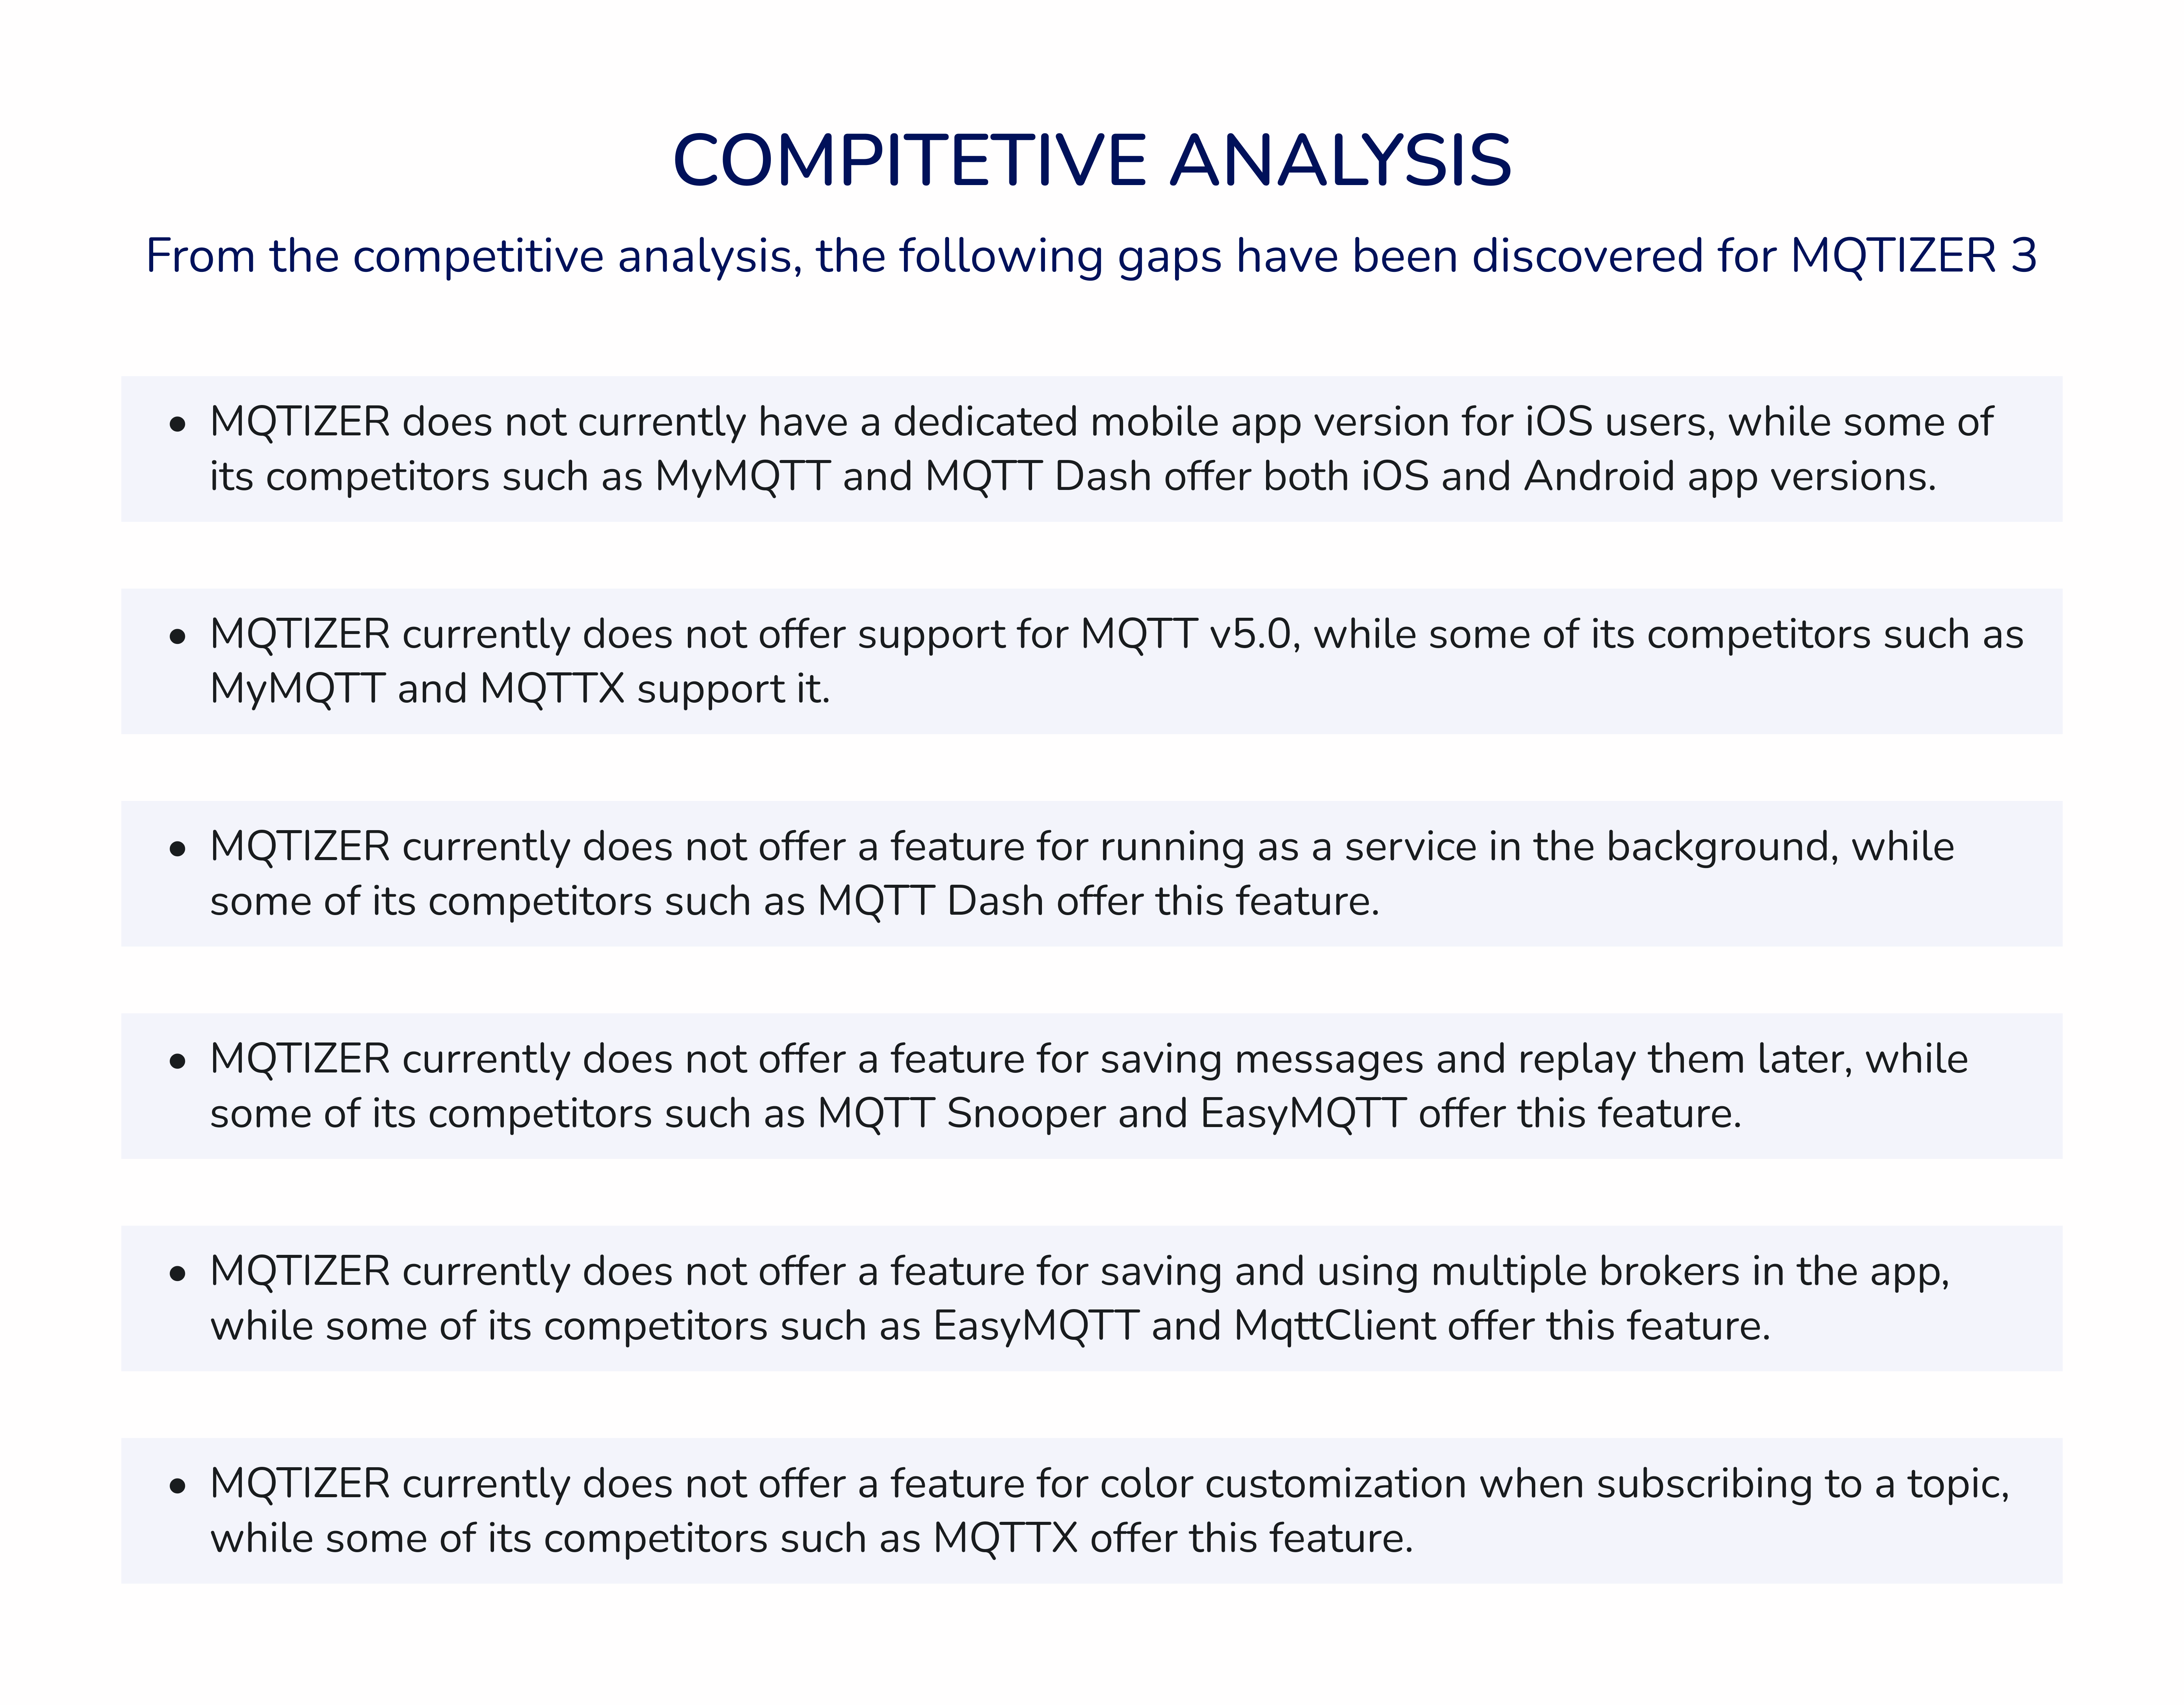 COMPITETIVE ANALYSIS
From the competitive analysis, the following gaps have been discovered for MQTIZER 3
• MQTIZER does not currently have a dedicated mobile app version for iOS users, while some of
its competitors such as MyMQTT and MQTT Dash offer both iOS and Android app versions.
• MQTIZER currently does not offer support for MQTT v5.0, while some of its competitors such as
MyMQTT and MQTTX support it.
• MQTIZER currently does not offer a feature for running as a service in the background, while
some of its competitors such as MQTT Dash offer this feature.
• MQTIZER currently does not offer a feature for saving messages and replay them later, while
some of its competitors such as MQTT Snooper and EasyMQTT offer this feature.
• MQTIZER currently does not offer a feature for saving and using multiple brokers in the app,
while some of its competitors such as EasyMQTT and MqttClient offer this feature.
• MQTIZER currently does not offer a feature for color customization when subscribing to a topic,
while some of its competitors such as MQTTX offer this feature.